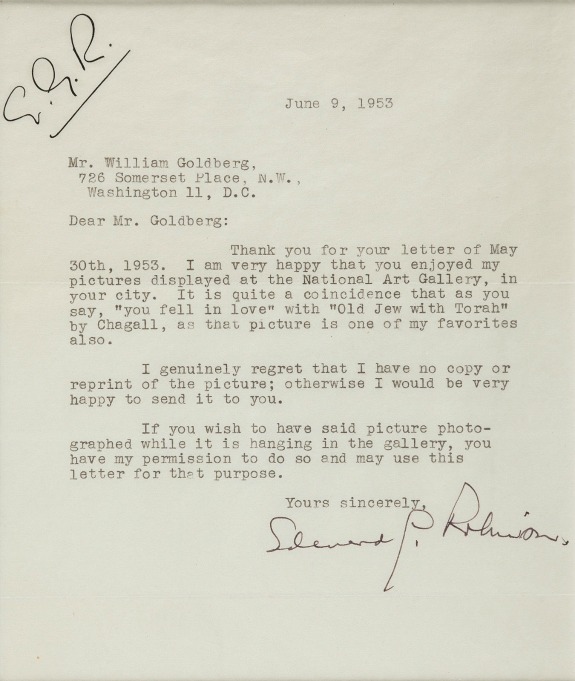 E.G.R.
June 9, 1953
Mr. William Goldberg,
726 Somerset Place, N.W.,
Washington 11, D.C.
Dear Mr. Goldberg:
Thank you for your letter of May
30th, 1953. I am very happy that you enjoyed my
pictures displayed at the National Art Gallery, in
your city. It is quite a coincidence that as you
say, "you fell in love" with "Old Jew with Torah"
by Chagall, as that picture is one of my favorites
also.
I genuinely regret that I have no copy or
reprint of the picture; otherwise I would be very
happy to send it to you.
If you wish to have said picture photo-
graphed while it is hanging in the gallery, you
have my permission to do so and may use this
letter for that purpose.
Yours sincerely,
Edward G. Robinson.